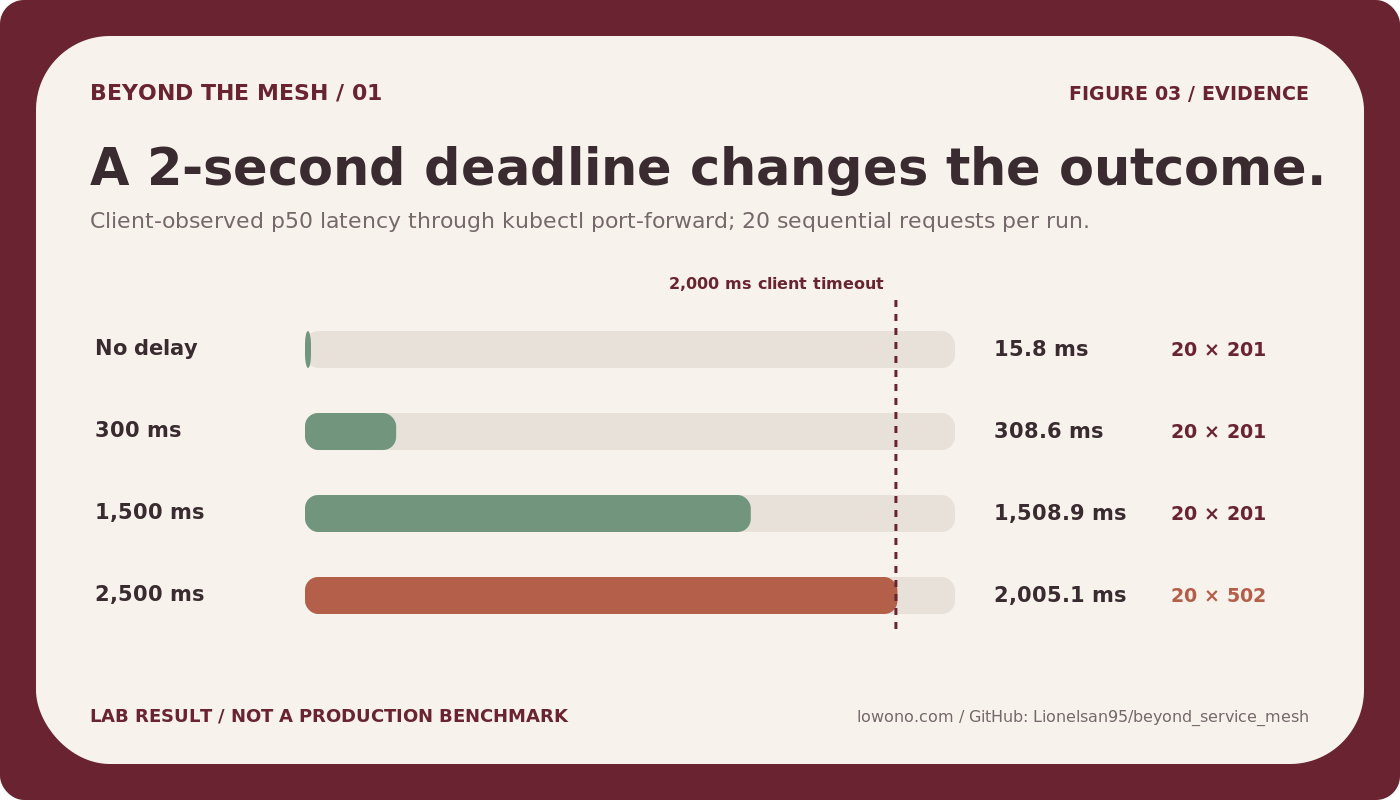 BEYOND THE MESH / 01
FIGURE 03 / EVIDENCE
A 2-second deadline changes the outcome.
Client-observed p50 latency through kubectl port-forward; 20 sequential requests per run.
2,000 ms client timeout
No delay 15.8 ms 20 × 201
300 ms 308.6 ms 20 × 201
1,500 ms 1,508.9 ms 20 × 201
2,500 ms 2,005.1 ms 20 × 502
LAB RESULT / NOT A PRODUCTION BENCHMARK
lowono.com / GitHub: Lionelsan95/beyond_service_mesh